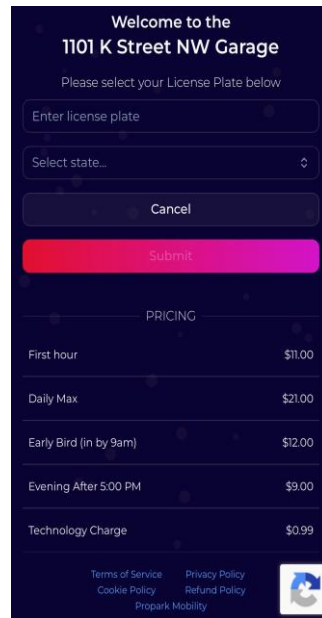 Welcome to the
1101 K Street NW Garage
Please select your License Plate below
Enter license plate
Select state...
Cancel
Submit
PRICING
First hour $11.00
Daily Max $21.00
Early Bird (in by 9am) $12.00
Evening After 5:00 PM $9.00
Technology Charge $0.99
Terms of Service Privacy Policy
Cookie Policy Refund Policy
Propark Mobility